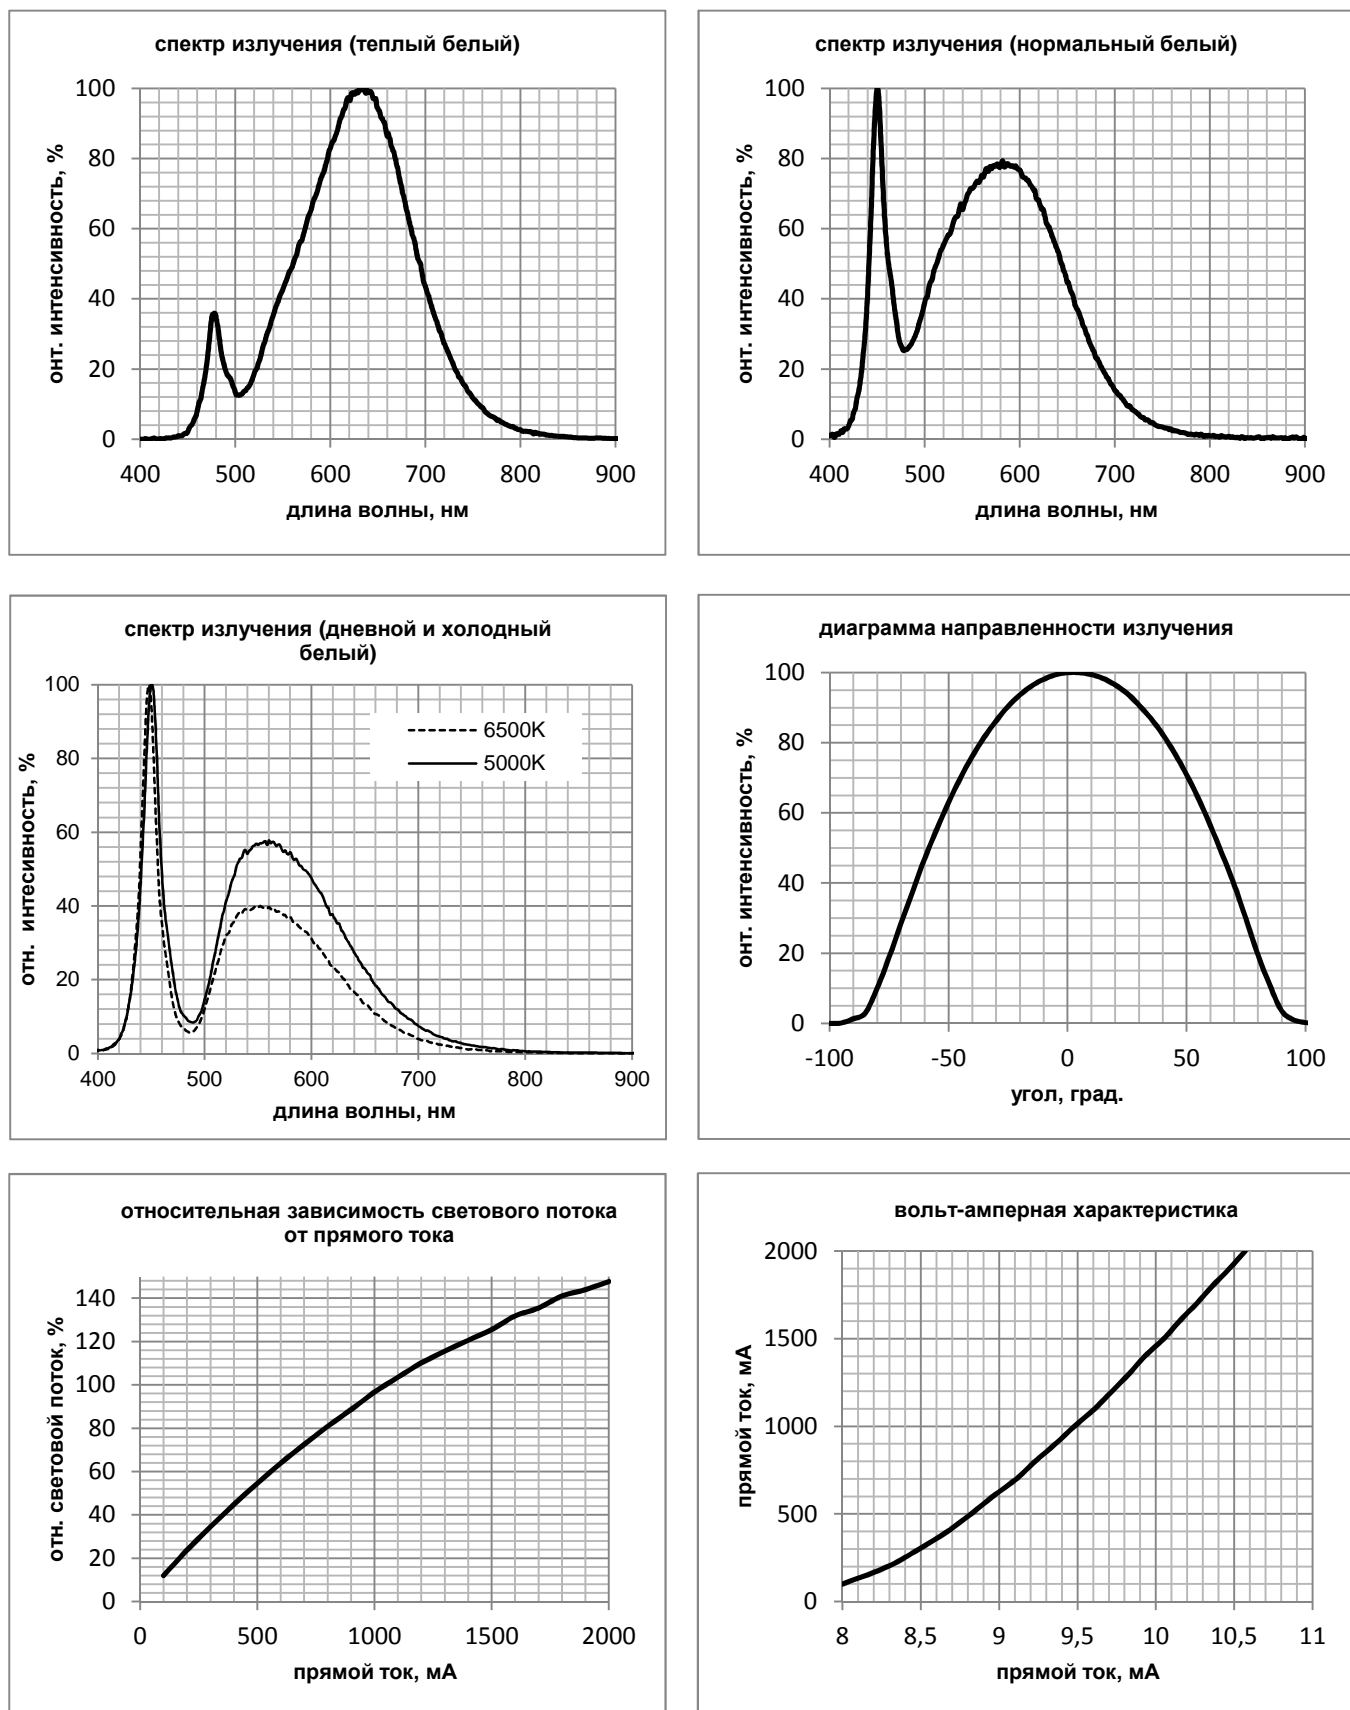 спектр излучения (теплый белый)
100
80
60
40
20
0
онт. интенсивность, %
400 500 600 700 800 900
длина волны, нм
спектр излучения (нормальный белый)
100
80
60
40
20
0
онт. интенсивность, %
400 500 600 700 800 900
длина волны, нм
спектр излучения (дневной и холодный
белый)
100
80
60
40
20
0
отн. интесивность, %
6500K
5000K
400 500 600 700 800 900
длина волны, нм
диаграмма направленности излучения
100
80
60
40
20
0
онт. интенсивность, %
-100 -50 0 50 100
угол, град.
относительная зависимость светового потока
от прямого тока
140
120
100
80
60
40
20
0
отн. световой поток, %
0 500 1000 1500 2000
прямой ток, мА
вольт-амперная характеристика
2000
1500
1000
500
0
прямой ток, мА
8 8,5 9 9,5 10 10,5 11
прямой ток, мА